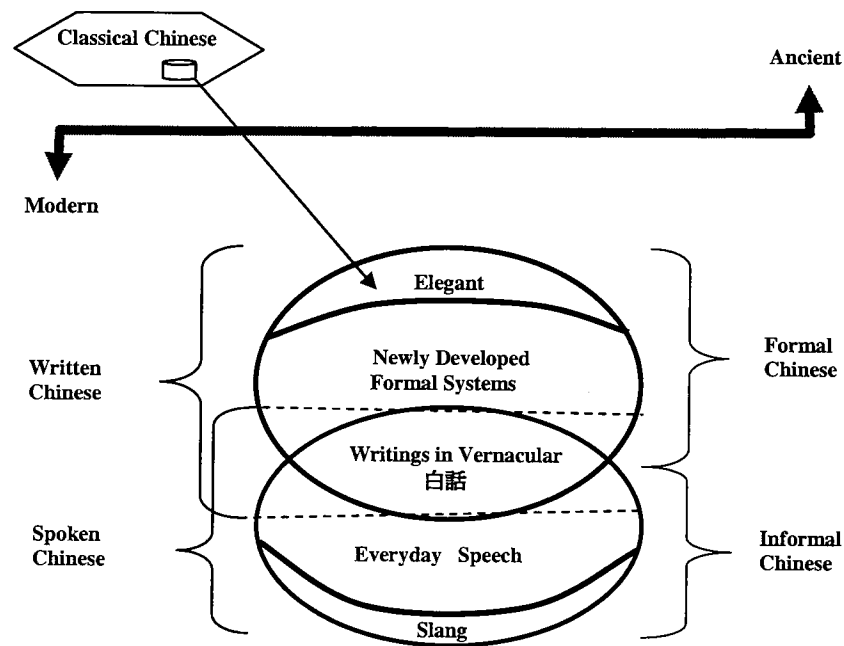 Classical Chinese
Ancient
Modern
Elegant
Newly Developed
Formal Systems
Written
Chinese
Formal
Chinese
Writings in Vernacular
白話
Spoken
Chinese
Everyday Speech
Informal
Chinese
Slang